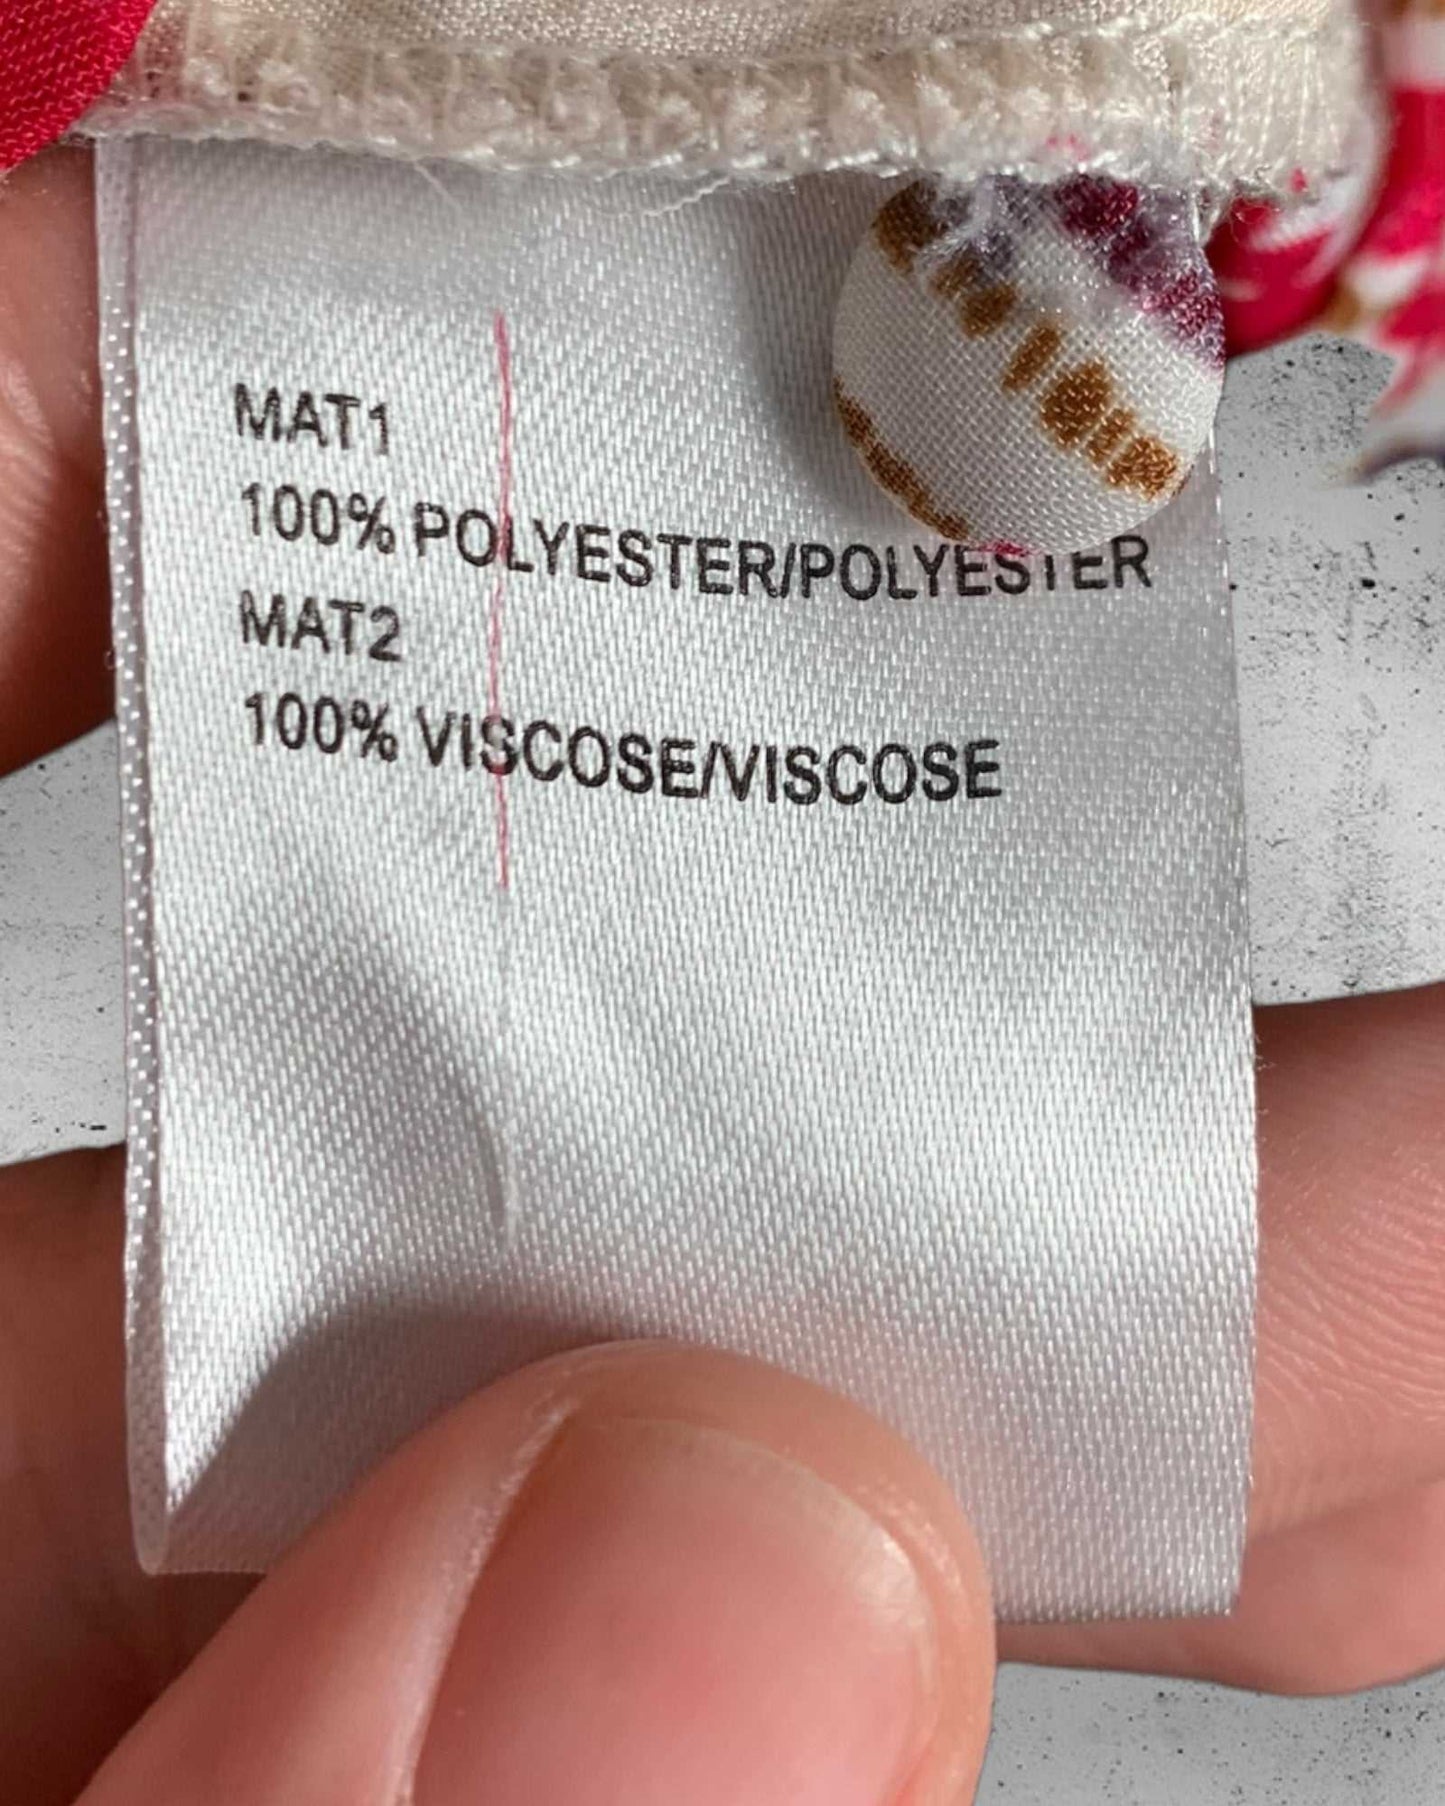 MAT1
100% POLYESTER/POLYESTER
MAT2
100% VISCOSE/VISCOSE